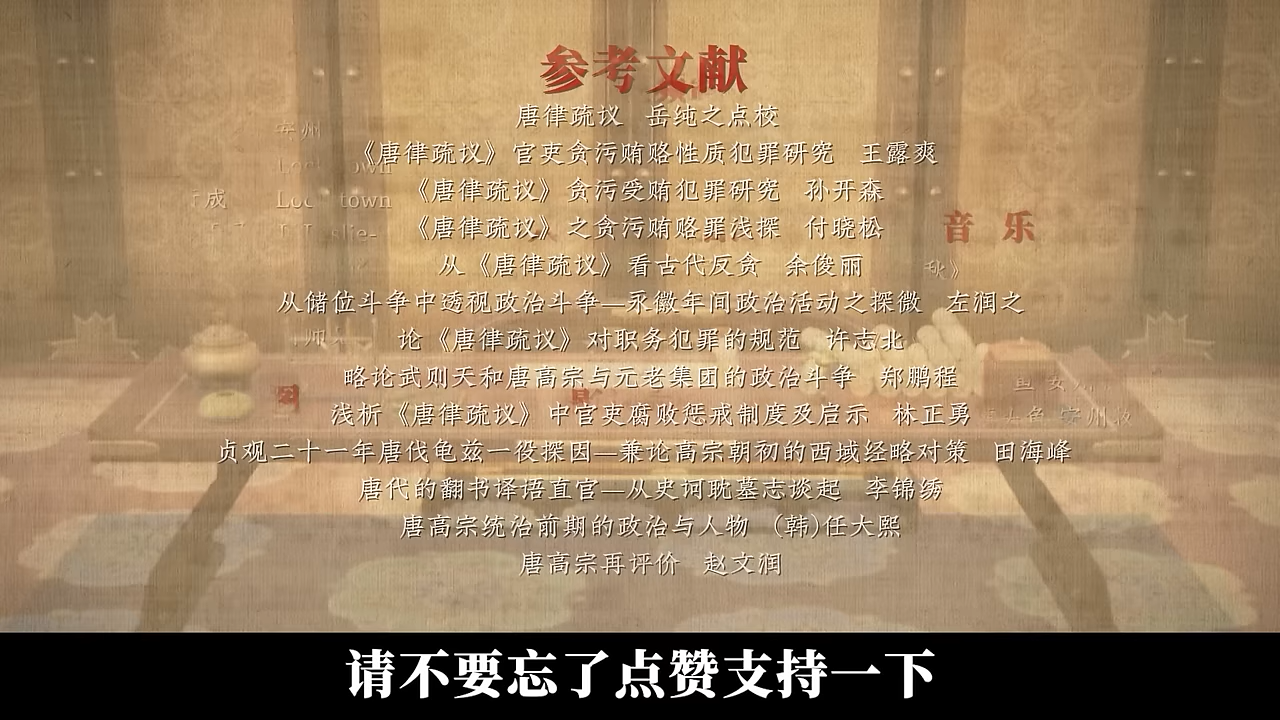 参考文献
唐律疏议 岳纯之点校
《唐律疏议》官吏贪污贿赂性质犯罪研究 王露爽
《唐律疏议》贪污受贿犯罪研究 孙开森
《唐律疏议》之贪污贿赂罪浅探 付晓松
音 乐
从《唐律疏议》看古代反贪 余俊丽
秋》
从储位斗争中透视政治斗争—永徽年间政治活动之探微 左润之
论《唐律疏议》对职务犯罪的规范 许志北
略论武则天和唐高宗与元老集团的政治斗争 郑鹏程
浅析《唐律疏议》中官吏腐败惩戒制度及启示 林正勇
贞观二十一年唐伐龟兹一役探因—兼论高宗朝初的西域经略对策 田海峰
唐代的翻书译语直官—从史诃耽墓志谈起 李锦绣
唐高宗统治前期的政治与人物 (韩)任大熙
唐高宗再评价 赵文润
安州
town
成
town
请不要忘了点赞支持一下